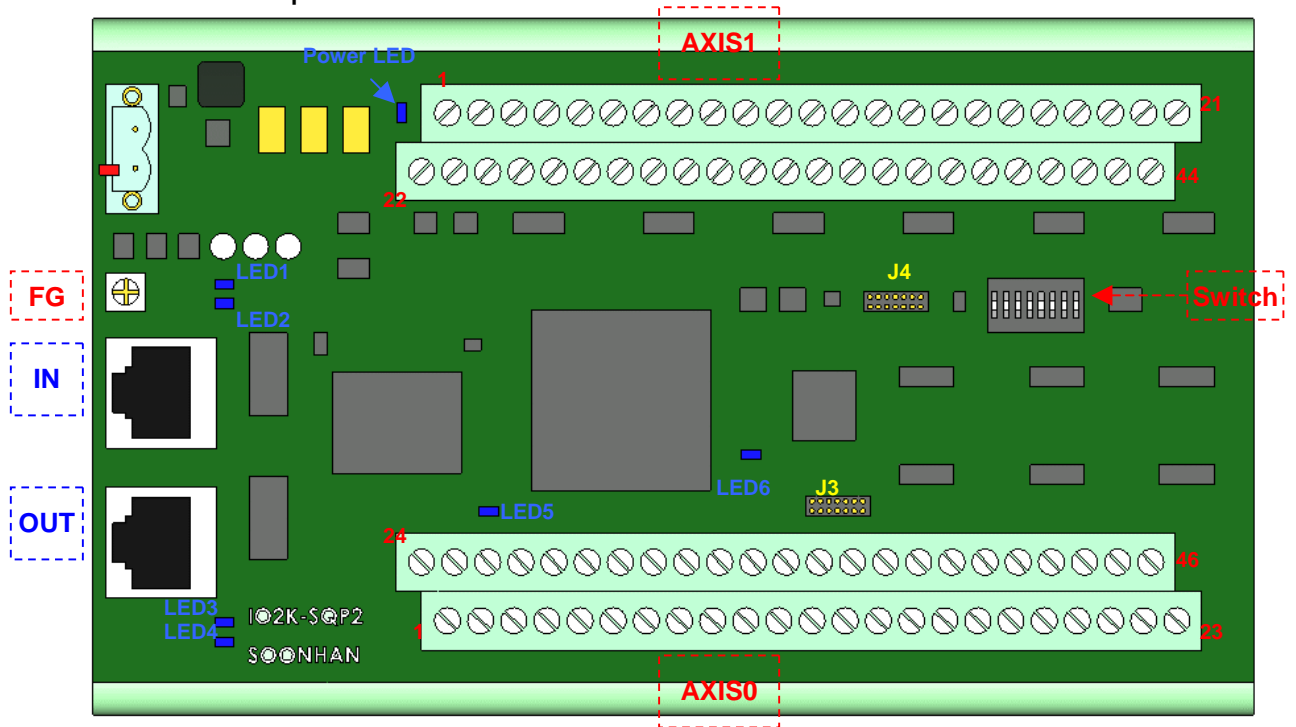 AXIS1
Power LED
1
21
44
22
LED1
J4
FG
Switch
LED2
IN
LED6
J3
OUT
LED5
24
46
LED3
IO2K-SQP2
LED4
1
23
SOONHAN
AXIS0